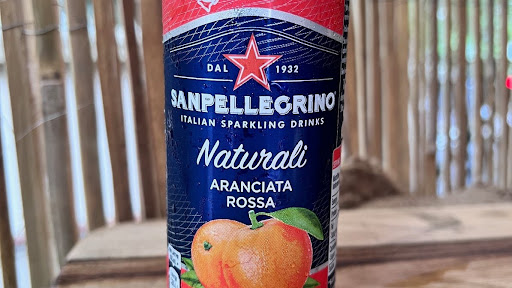 DAL 1932
SANPELLEGRINO
ITALIAN SPARKLING DRINKS
Naturali
ARANCIATA
ROSSA